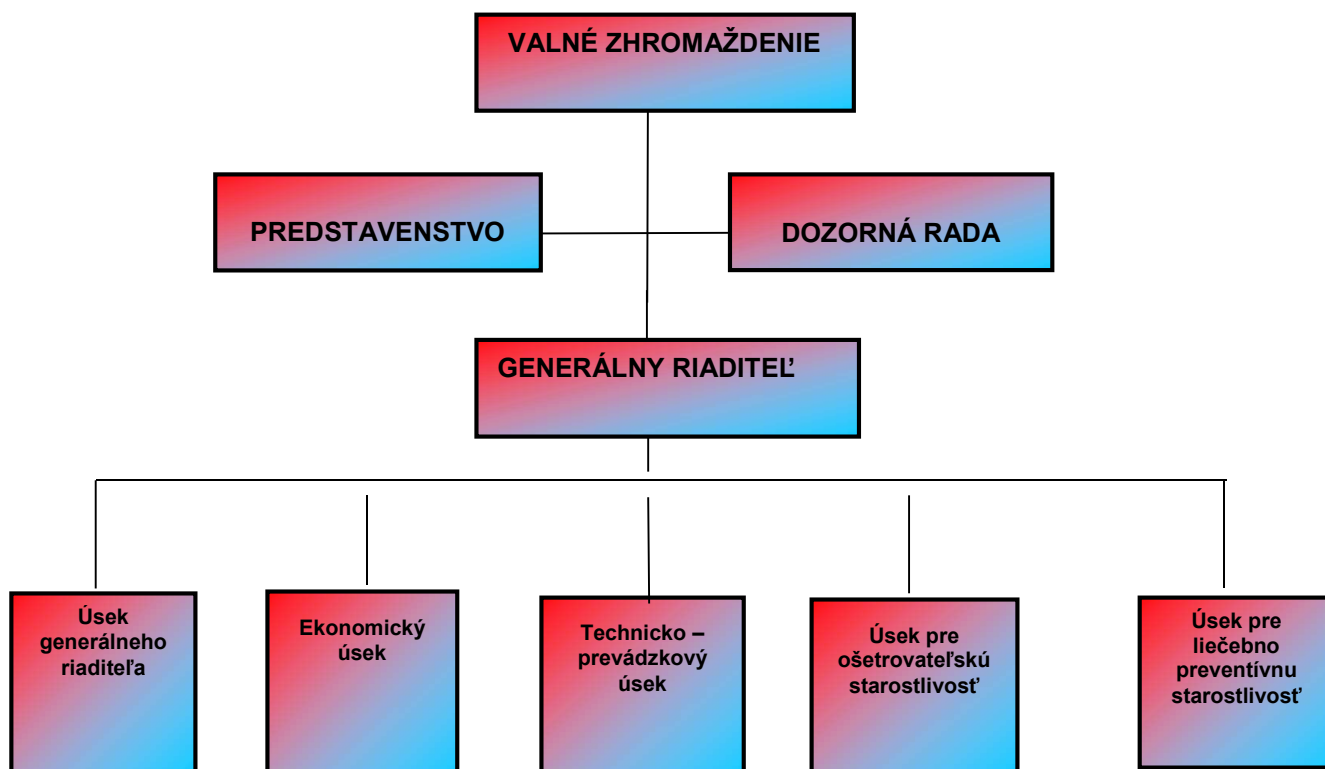 VALNÉ ZHROMAŽDENIE
PREDSTAVENSTVO
DOZORNÁ RADA
GENERÁLNY RIADITEĽ
Úsek
generálneho
riaditeľa
Ekonomický
úsek
Technicko –
prevádzkový
úsek
Úsek pre
ošetrovateľskú
starostlivosť
Úsek pre
liečebno
preventívnu
starostlivosť